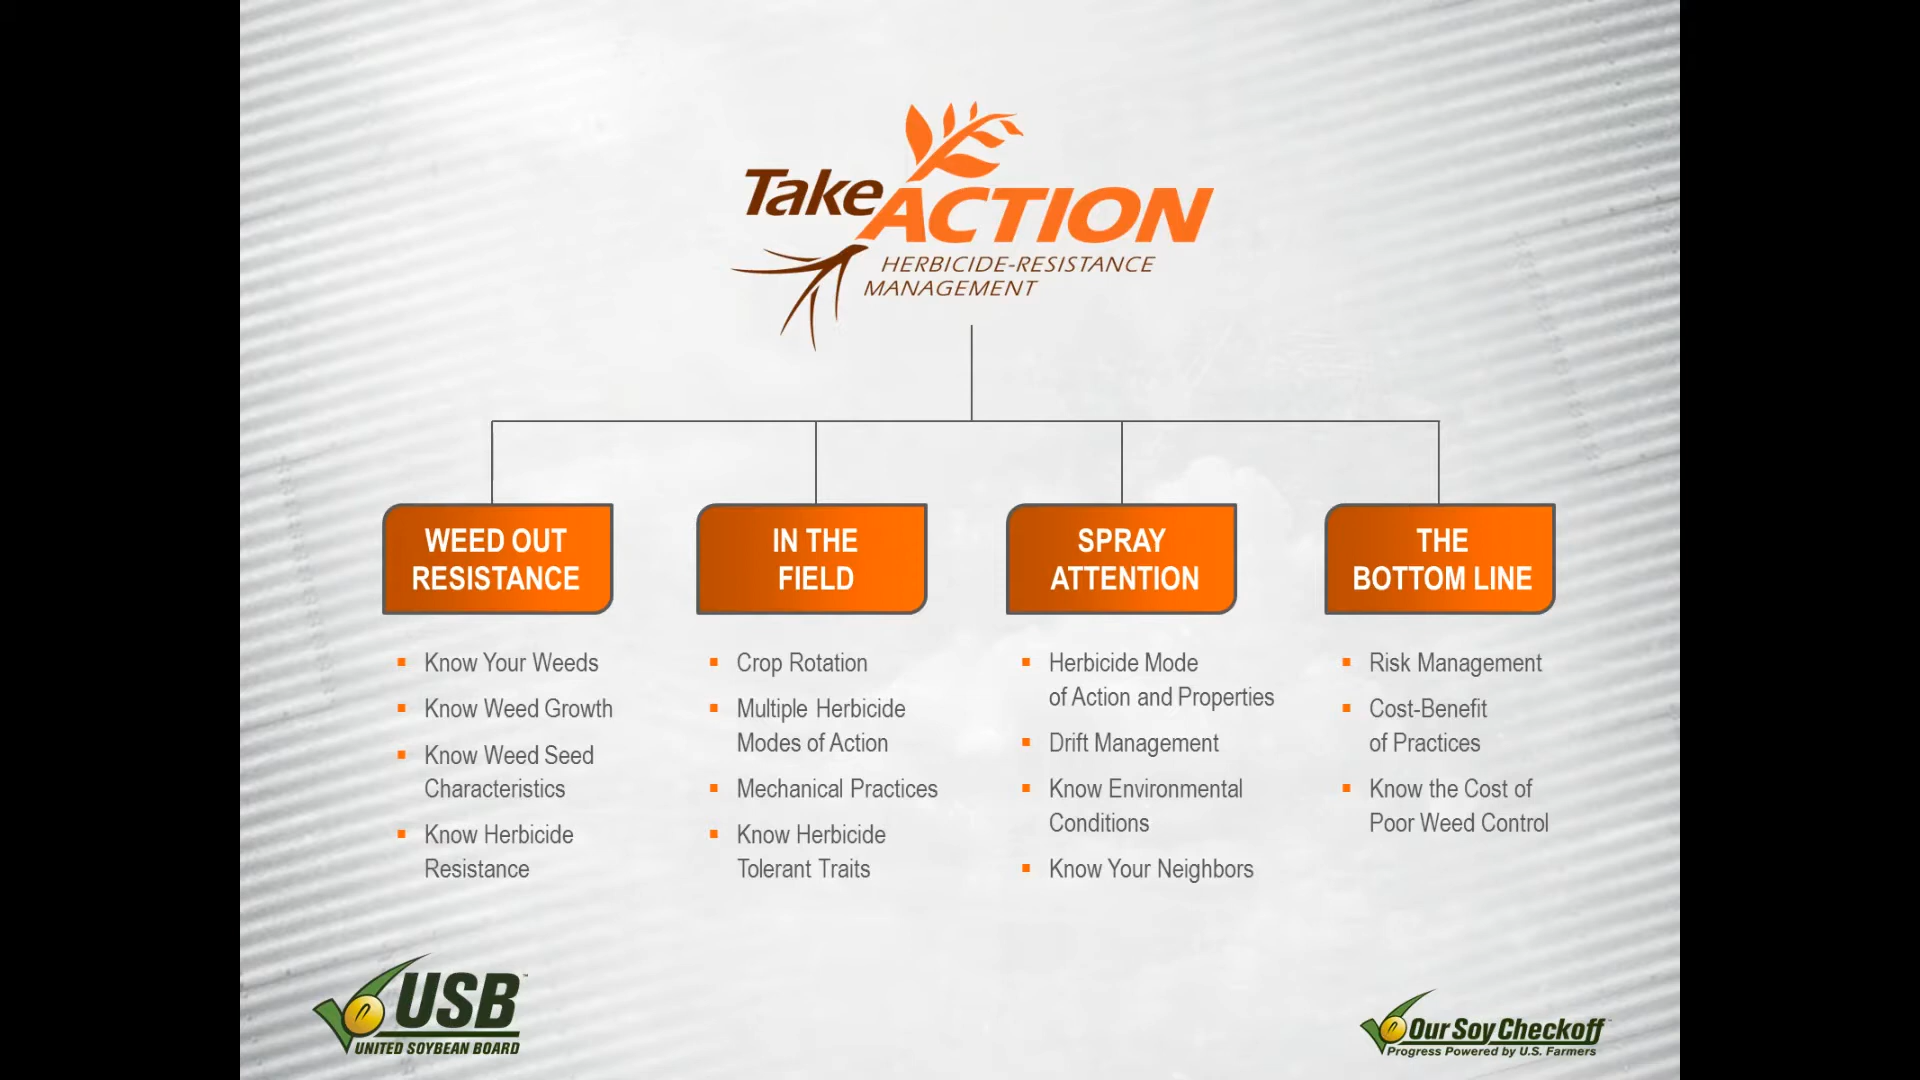 Take ACTION
HERBICIDE-RESISTANCE
MANAGEMENT
WEED OUT
RESISTANCE
Know Your Weeds
Know Weed Growth
Know Weed Seed
Characteristics
Know Herbicide
Resistance
IN THE
FIELD
Crop Rotation
Multiple Herbicide
Modes of Action
Mechanical Practices
Know Herbicide
Tolerant Traits
SPRAY
ATTENTION
Herbicide Mode
of Action and Properties
Drift Management
Know Environmental
Conditions
Know Your Neighbors
THE
BOTTOM LINE
Risk Management
Cost-Benefit
of Practices
Know the Cost of
Poor Weed Control
USB™
UNITED SOYBEAN BOARD
Our Soy Checkoff™
Progress Powered by U.S. Farmers